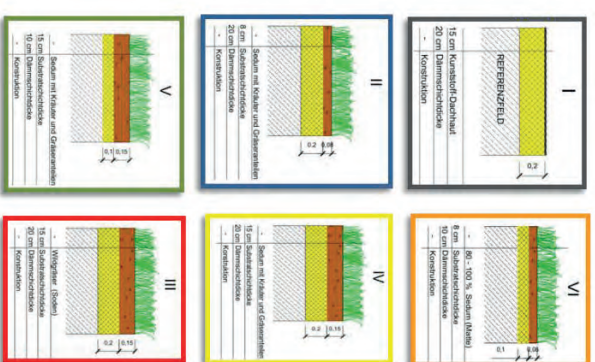 V
- Sedum mit Kräuter und Gräseranteilen
15 cm Substratschichtdicke
10 cm Dämmschichtdicke
- Konstruktion
0,1 0,15
II
- Sedum mit Kräuter und Gräseranteilen
8 cm Substratschichtdicke
20 cm Dämmschichtdicke
- Konstruktion
0,2 0,08
I
REFERENZFELD
15 cm Kunststoff-Dachhaut
20 cm Dämmschichtdicke
- Konstruktion
0,2
III
- Wildgräser (Soden)
15 cm Substratschichtdicke
20 cm Dämmschichtdicke
- Konstruktion
0,2 0,15
IV
- Sedum mit Kräuter und Gräseranteilen
15 cm Substratschichtdicke
20 cm Dämmschichtdicke
- Konstruktion
0,2 0,15
VI
- 80 - 100 % Sedum (Matte)
8 cm Substratschichtdicke
10 cm Dämmschichtdicke
- Konstruktion
0,1 0,08